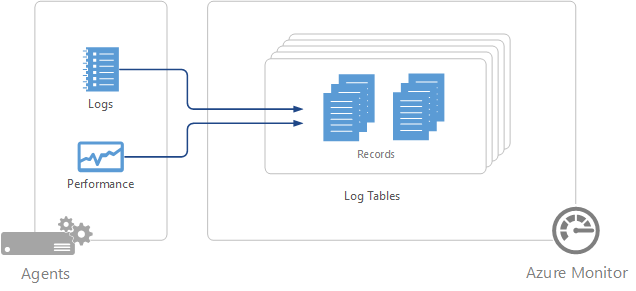 Logs
Performance
Records
Log Tables
Agents
Azure Monitor